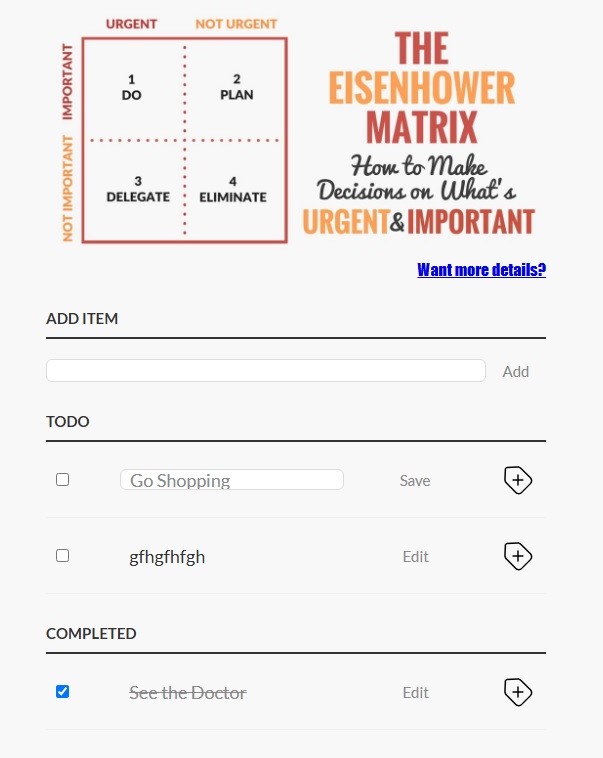 URGENT NOT URGENT
IMPORTANT
NOT IMPORTANT
1
DO
2
PLAN
3
DELEGATE
4
ELIMINATE
THE
EISENHOWER
MATRIX
How to Make
Decisions on What's
URGENT&IMPORTANT
Want more details?
ADD ITEM
Add
TODO
Go Shopping Save
gfhgfhfgh Edit
COMPLETED
See the Doctor Edit